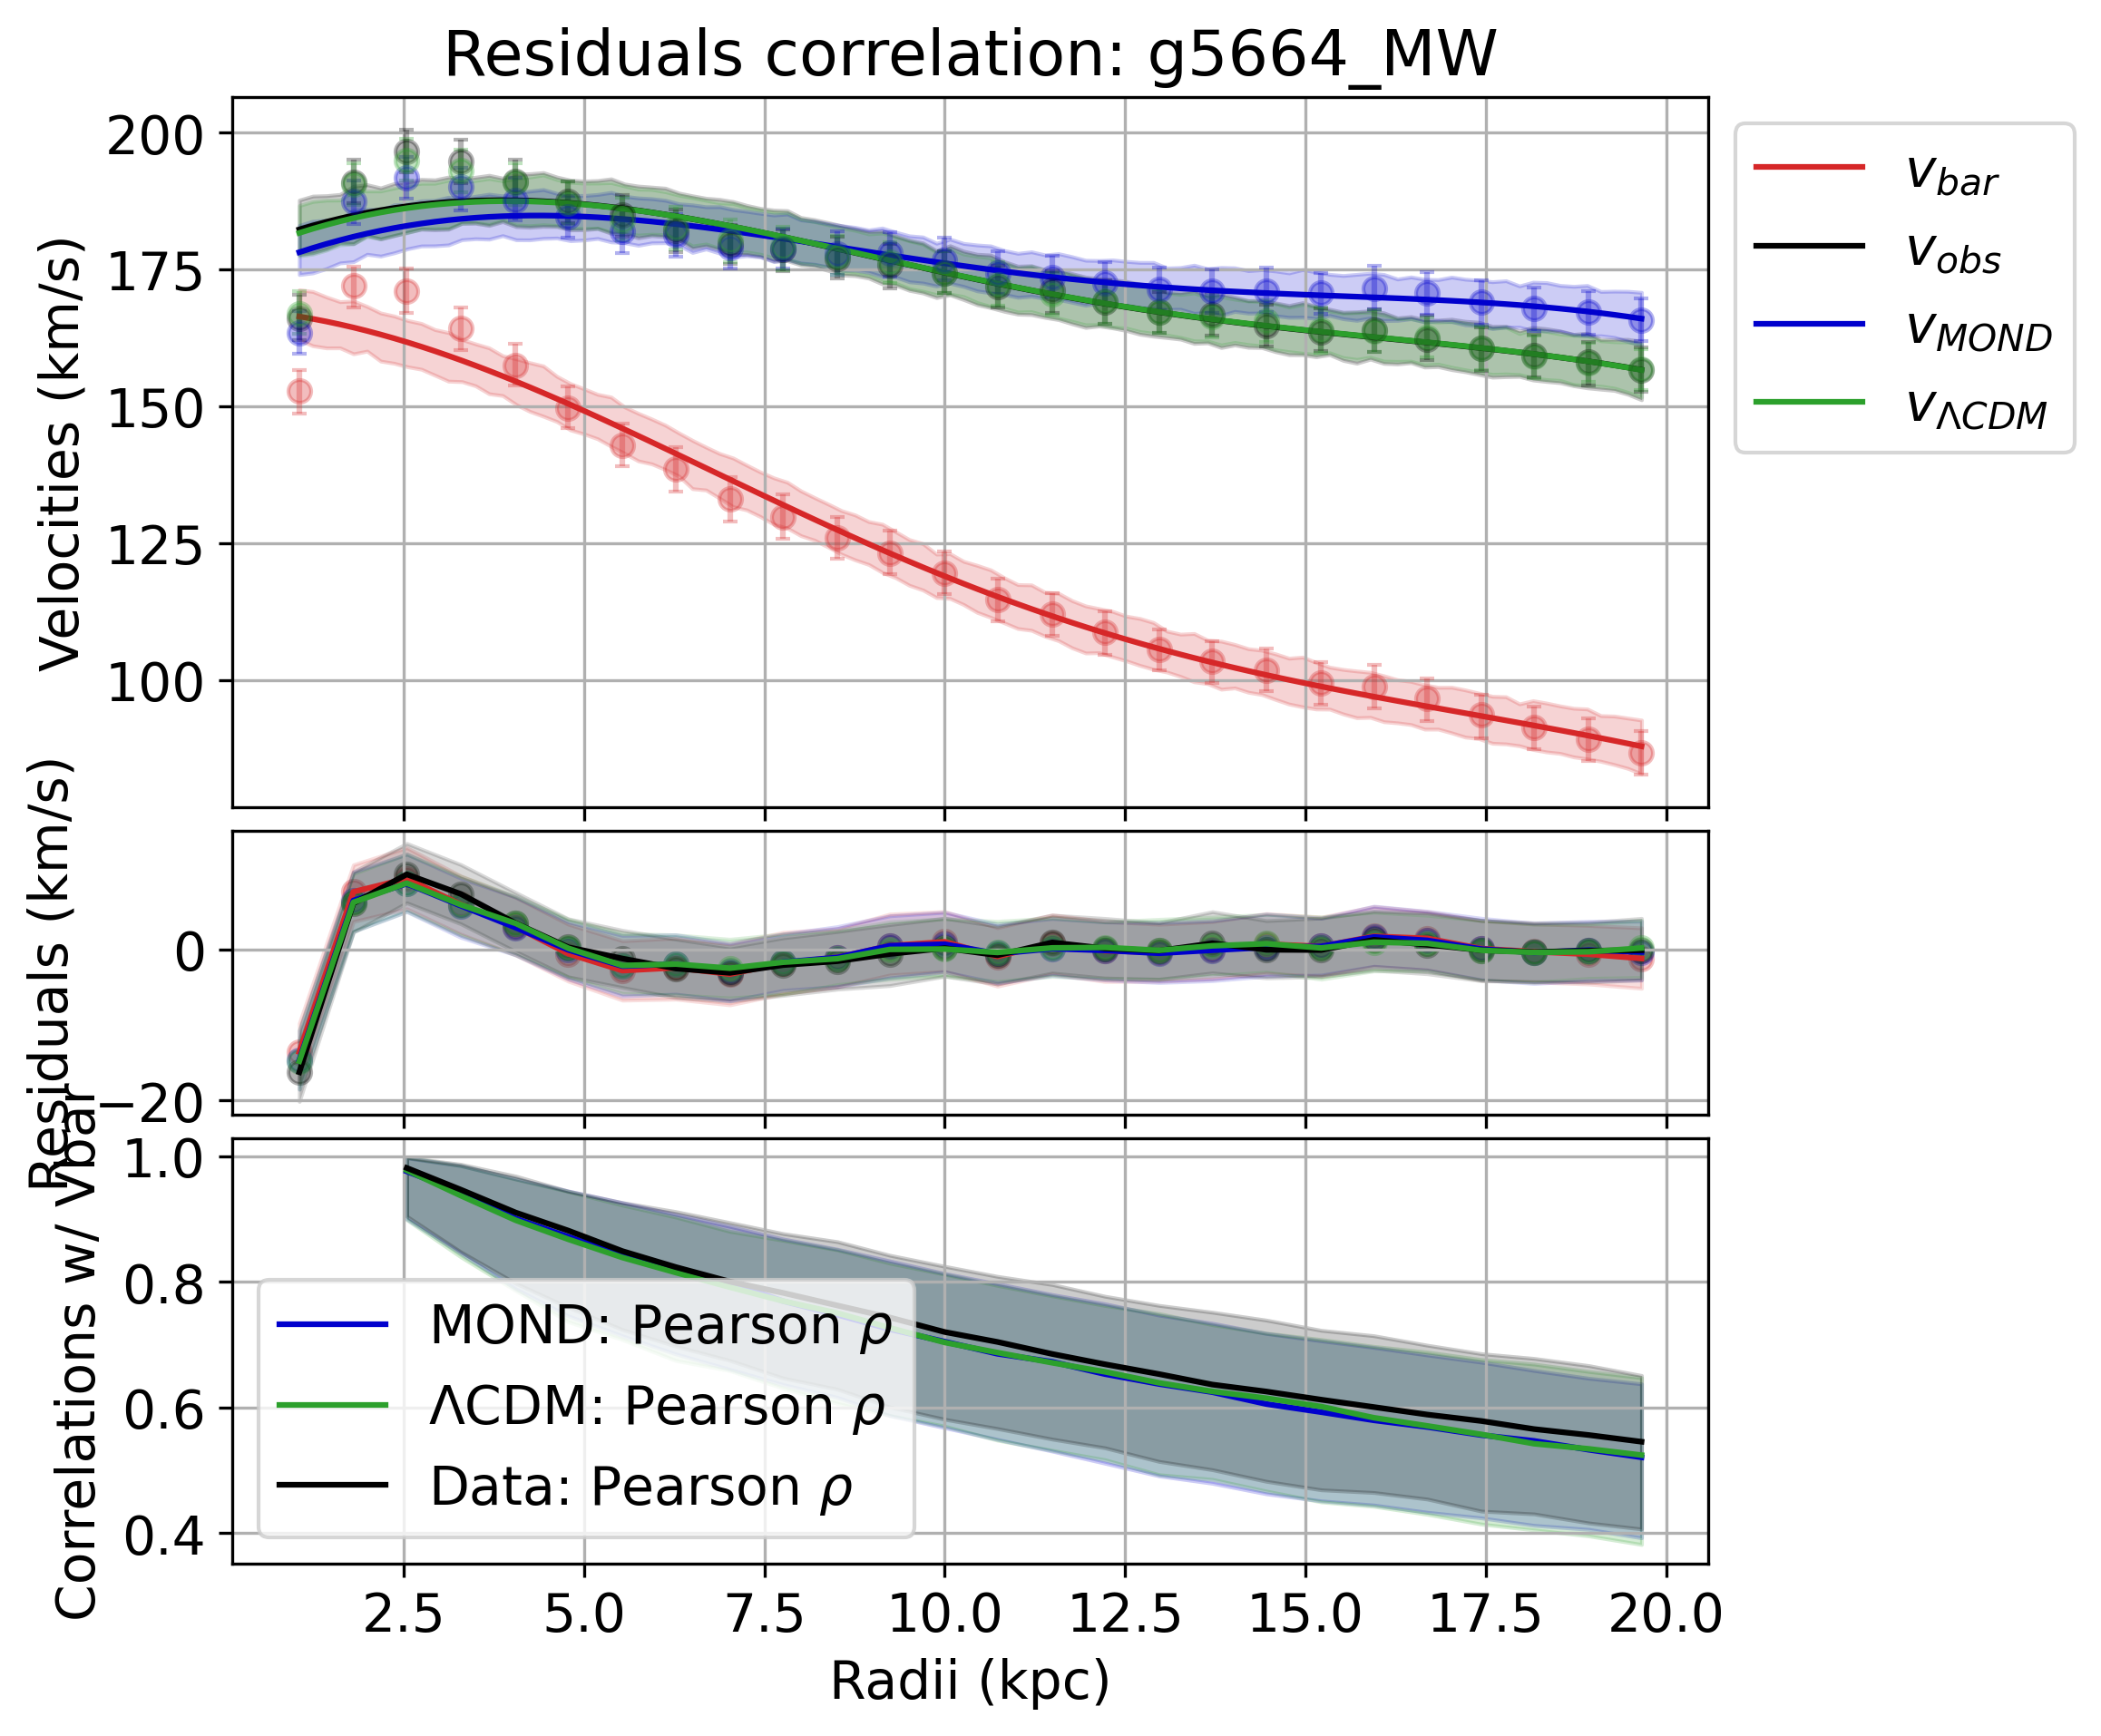 Residuals correlation: g5664_MW
Velocities (km/s)
200
175
150
125
100
v_bar
v_obs
v_MOND
v_ΛCDM
Residuals (km/s)
0
−20
Correlations w/ Vbar
1.0
0.8
0.6
0.4
MOND: Pearson ρ
ΛCDM: Pearson ρ
Data: Pearson ρ
2.5 5.0 7.5 10.0 12.5 15.0 17.5 20.0
Radii (kpc)